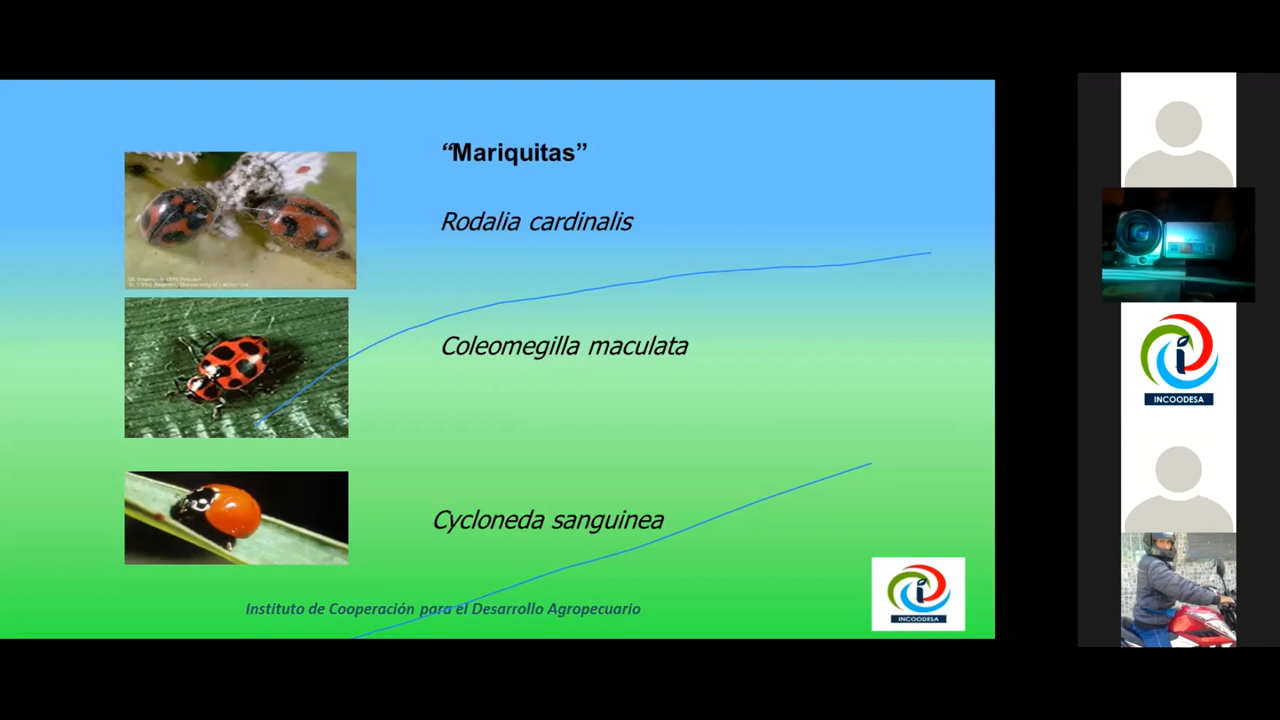 “Mariquitas”
Rodalia cardinalis
Coleomegilla maculata
Cycloneda sanguinea
Instituto de Cooperación para el Desarrollo Agropecuario
INCOODESA
INCOODESA